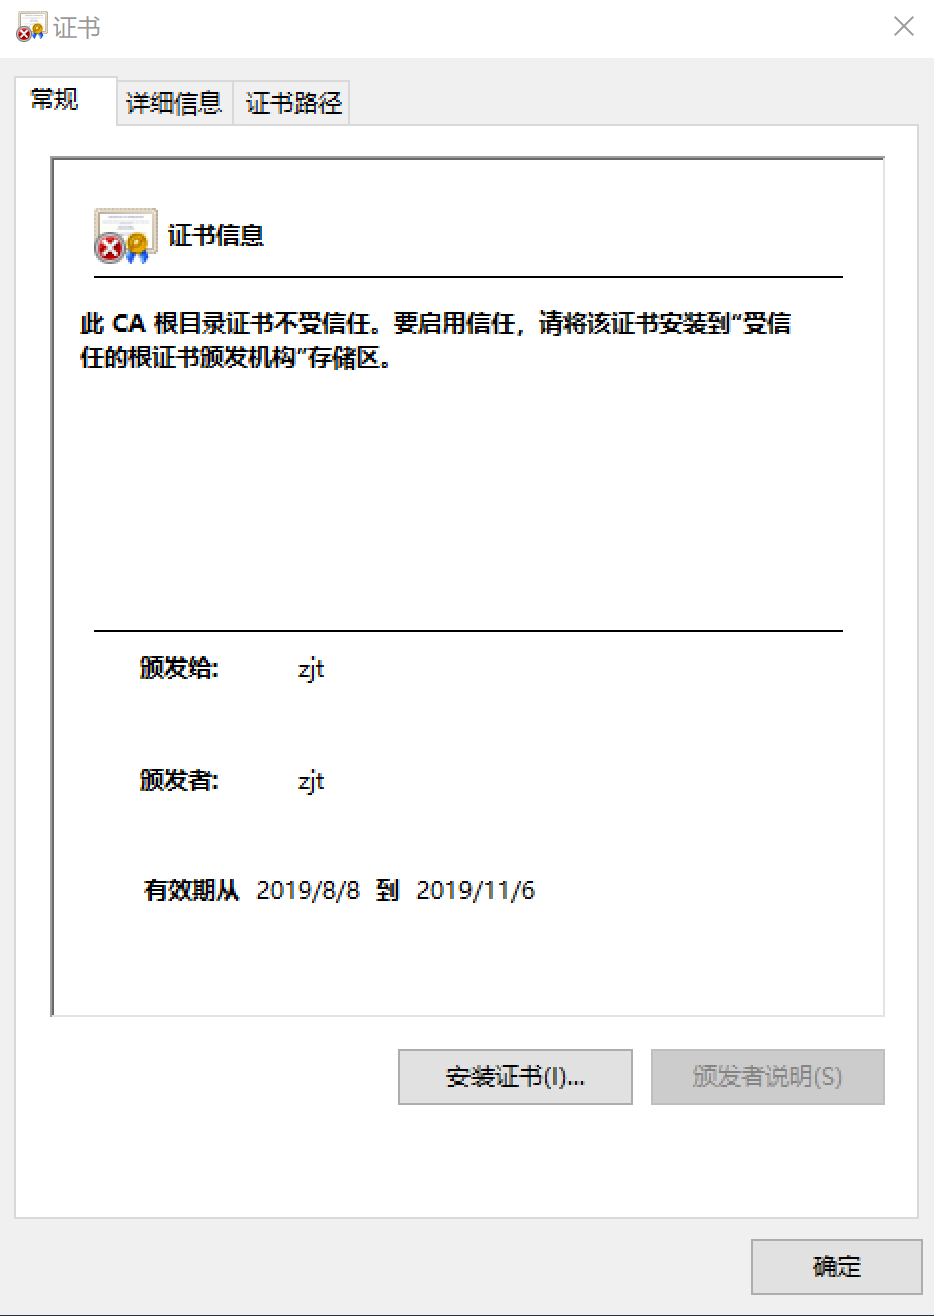 证书
常规
详细信息
证书路径
证书信息
此 CA 根目录证书不受信任。要启用信任，请将该证书安装到“受信
任的根证书颁发机构”存储区。
颁发给: zjt
颁发者: zjt
有效期从 2019/8/8 到 2019/11/6
安装证书(I)...
颁发者说明(S)
确定